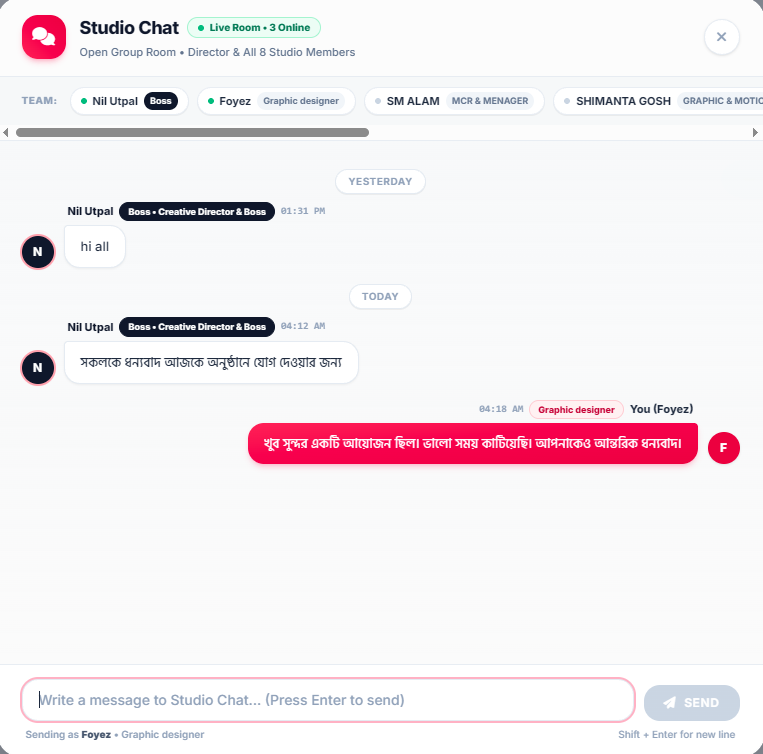 Studio Chat
Live Room • 3 Online
Open Group Room • Director & All 8 Studio Members
TEAM:
Nil Utpal Boss
Foyez Graphic designer
SM ALAM MCR & MENAGER
SHIMANTA GOSH GRAPHIC & MOTIO
YESTERDAY
Nil Utpal Boss • Creative Director & Boss 01:31 PM
N
hi all
TODAY
Nil Utpal Boss • Creative Director & Boss 04:12 AM
N
সকলকে ধন্যবাদ আজকে অনুষ্ঠানে যোগ দেওয়ার জন্য
04:18 AM Graphic designer You (Foyez)
খুব সুন্দর একটি আয়োজন ছিল। ভালো সময় কাটিয়েছি। আপনাকেও আন্তরিক ধন্যবাদ।
F
Write a message to Studio Chat... (Press Enter to send)
SEND
Sending as Foyez • Graphic designer
Shift + Enter for new line